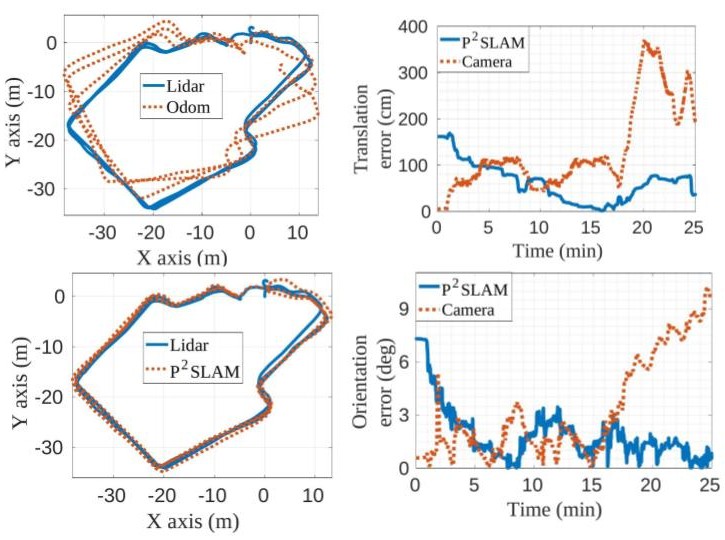 0
-10
-20
-30
Y axis (m)
Lidar
Odom
-30 -20 -10 0 10
X axis (m)
400
300
200
100
0
Translation
error (cm)
P2SLAM
Camera
0 5 10 15 20 25
Time (min)
0
-10
-20
-30
Y axis (m)
Lidar
P2SLAM
-30 -20 -10 0 10
X axis (m)
9
6
3
0
Orientation
error (deg)
P2SLAM
Camera
0 5 10 15 20 25
Time (min)